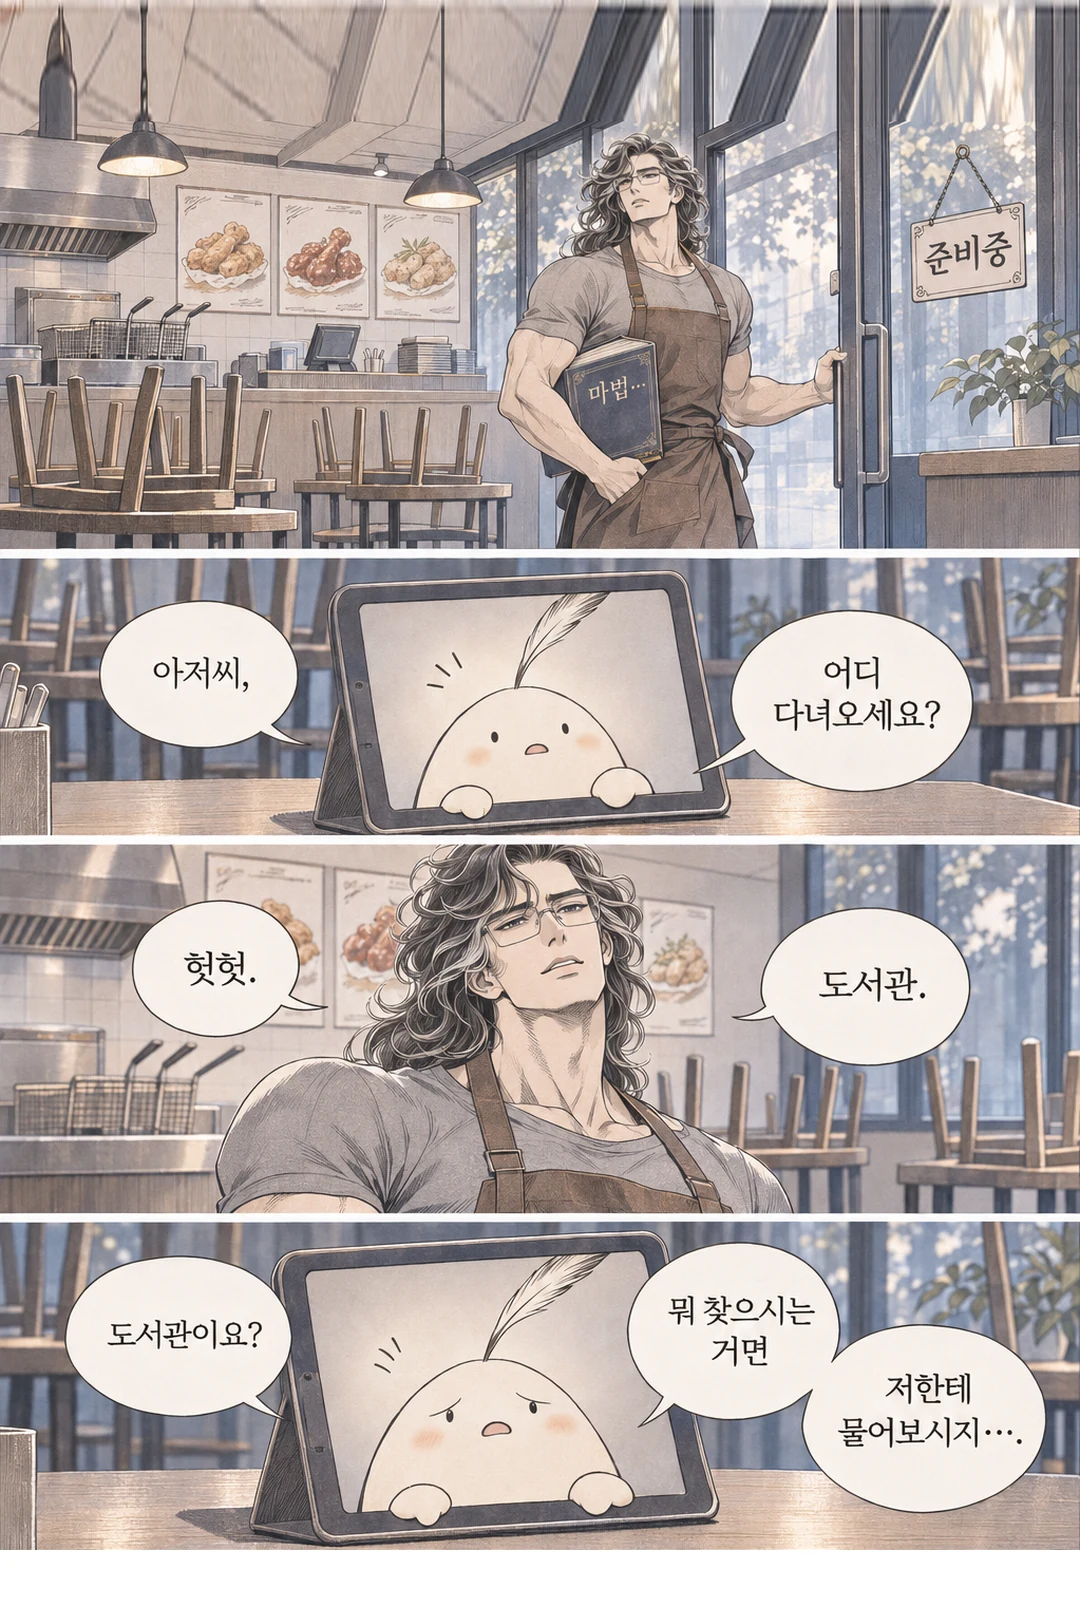 준비중
마법...
아저씨,
어디
다녀오세요?
헛헛.
도서관.
도서관이요?
뭐 찾으시는
거면
저한테
물어보시지….